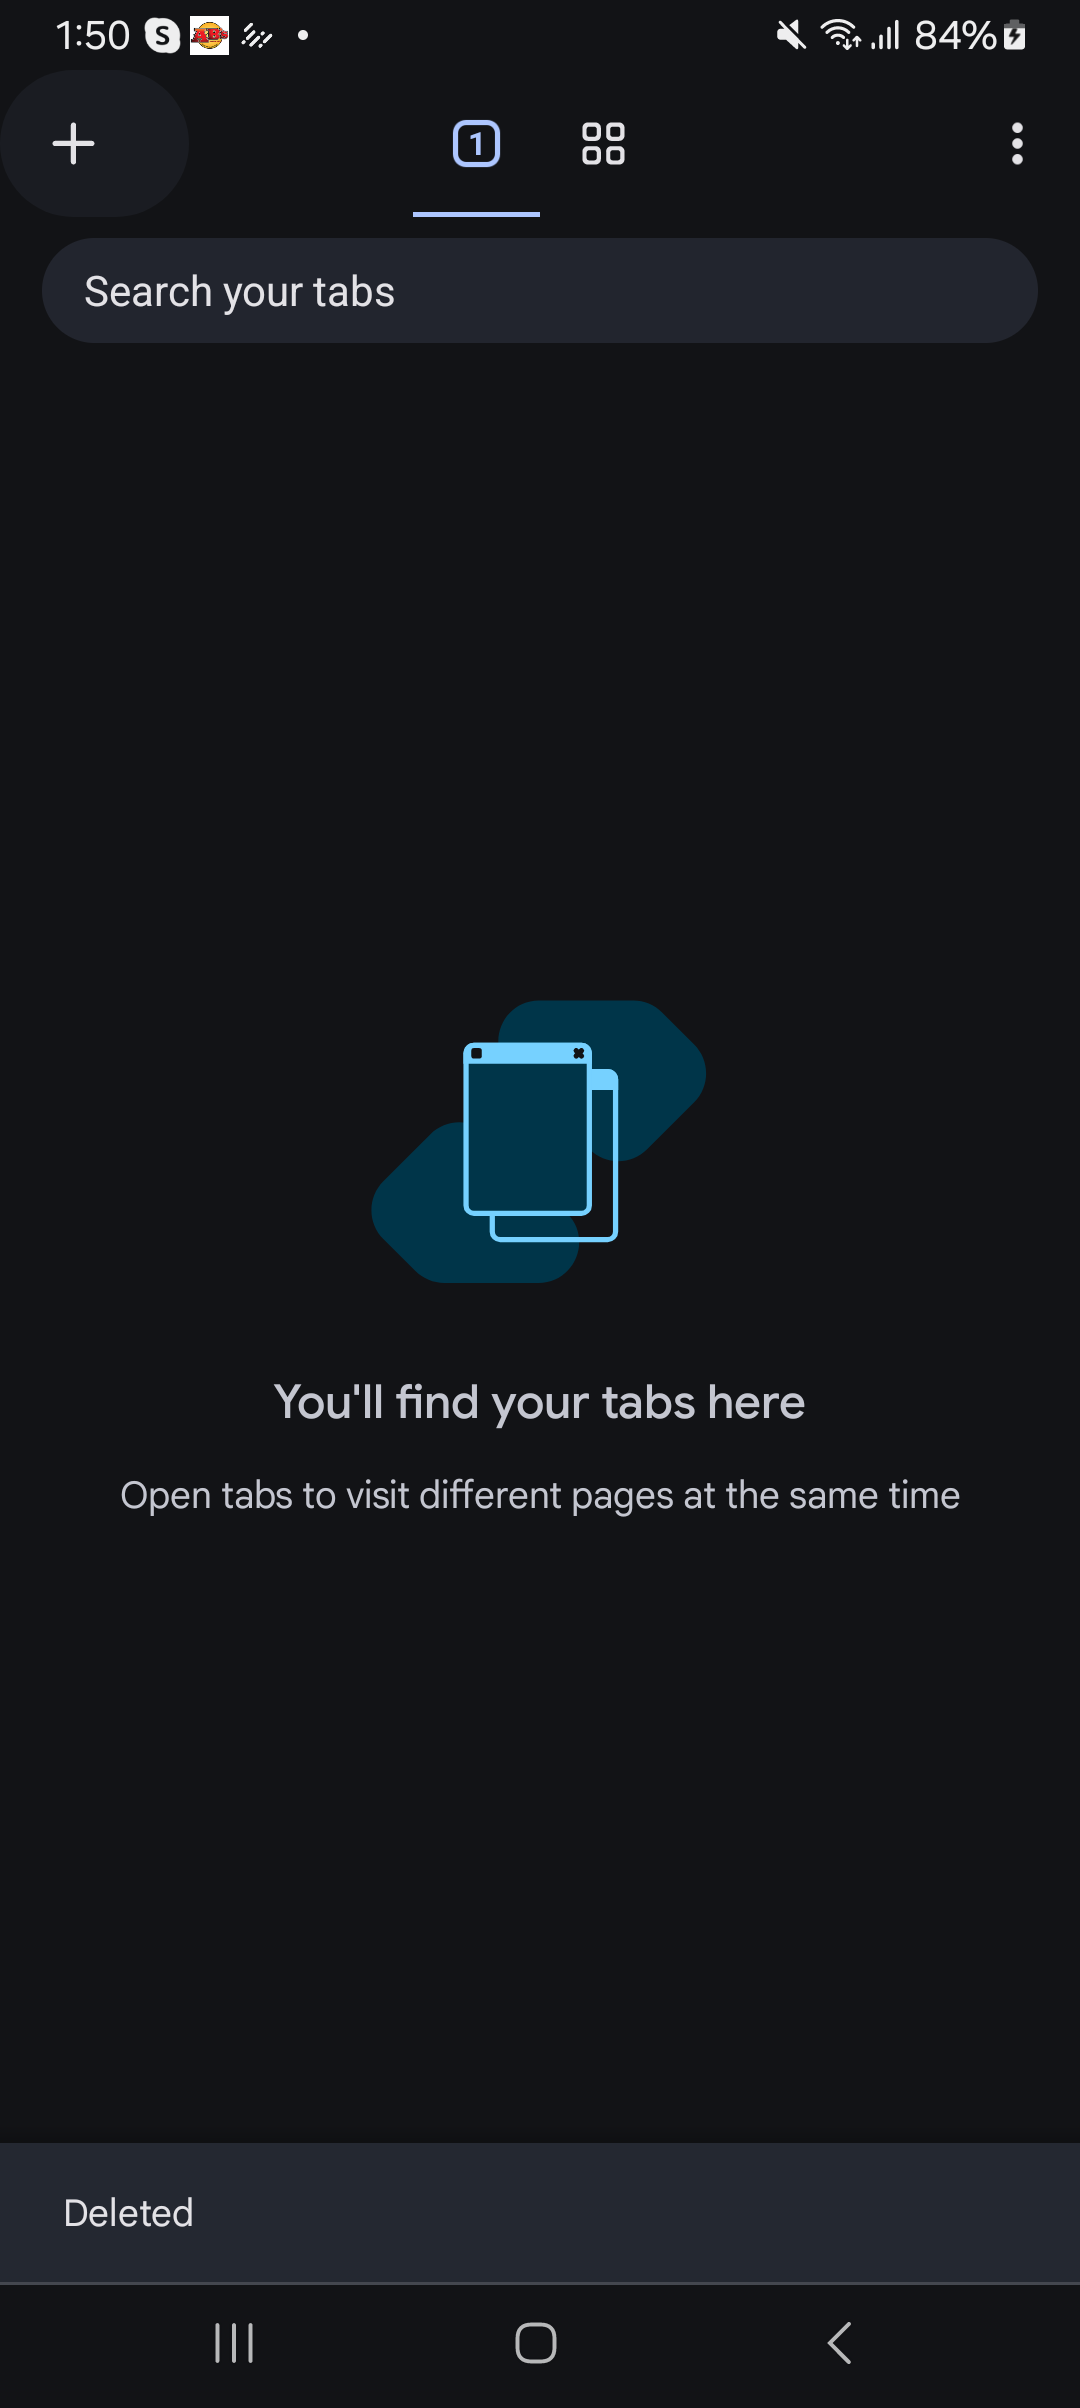 1:50
84%
1
Search your tabs
You'll find your tabs here
Open tabs to visit different pages at the same time
Deleted